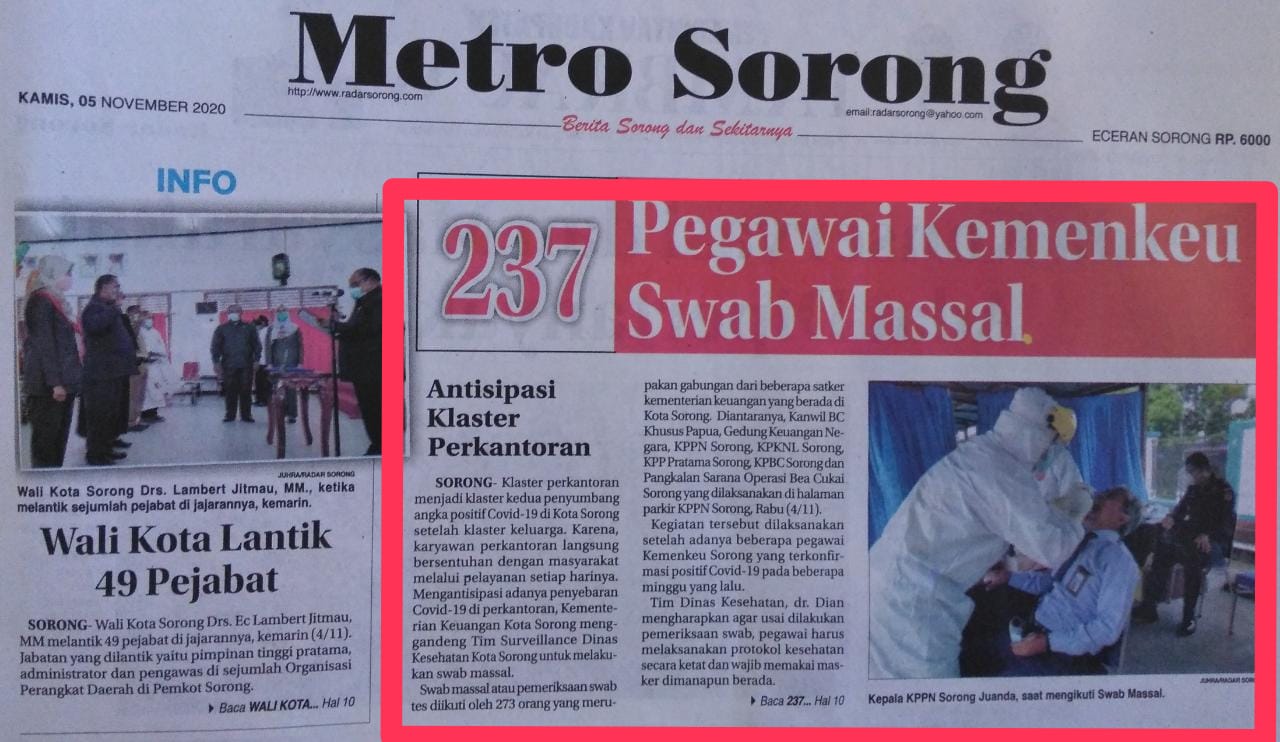 Metro Sorong
http://www.radarsorong.com
email:radarsorong@yahoo.com
KAMIS, 05 NOVEMBER 2020
Berita Sorong dan Sekitarnya
ECERAN SORONG RP. 6000
INFO
JUHRA/RADAR SORONG
Wali Kota Sorong Drs. Lambert Jitmau, MM., ketika
melantik sejumlah pejabat di jajarannya, kemarin.
Wali Kota Lantik
49 Pejabat
SORONG- Wali Kota Sorong Drs. Ec Lambert Jitmau,
MM melantik 49 pejabat di jajarannya, kemarin (4/11).
Jabatan yang dilantik yaitu pimpinan tinggi pratama,
administrator dan pengawas di sejumlah Organisasi
Perangkat Daerah di Pemkot Sorong.
Baca WALI KOTA... Hal 10
237
Pegawai Kemenkeu
Swab Massal
Antisipasi
Klaster
Perkantoran
SORONG- Klaster perkantoran
menjadi klaster kedua penyumbang
angka positif Covid-19 di Kota Sorong
setelah klaster keluarga. Karena,
karyawan perkantoran langsung
bersentuhan dengan masyarakat
melalui pelayanan setiap harinya.
Mengantisipasi adanya penyebaran
Covid-19 di perkantoran, Kemente-
rian Keuangan Kota Sorong meng-
gandeng Tim Surveillance Dinas
Kesehatan Kota Sorong untuk melaku-
kan swab massal.
Swab massal atau pemeriksaan swab
tes diikuti oleh 273 orang yang meru-
pakan gabungan dari beberapa satker
kementerian keuangan yang berada di
Kota Sorong. Diantaranya, Kanwil BC
Khusus Papua, Gedung Keuangan Ne-
gara, KPPN Sorong, KPKNL Sorong,
KPP Pratama Sorong, KPBC Sorong dan
Pangkalan Sarana Operasi Bea Cukai
Sorong yang dilaksanakan di halaman
parkir KPPN Sorong, Rabu (4/11).
Kegiatan tersebut dilaksanakan
setelah adanya beberapa pegawai
Kemenkeu Sorong yang terkonfir-
masi positif Covid-19 pada beberapa
minggu yang lalu.
Tim Dinas Kesehatan, dr. Dian
mengharapkan agar usai dilakukan
pemeriksaan swab, pegawai harus
melaksanakan protokol kesehatan
secara ketat dan wajib memakai mas-
ker dimanapun berada.
Baca 237... Hal 10
JUHRA/RADAR
Kepala KPPN Sorong Juanda, saat mengikuti Swab Massal.